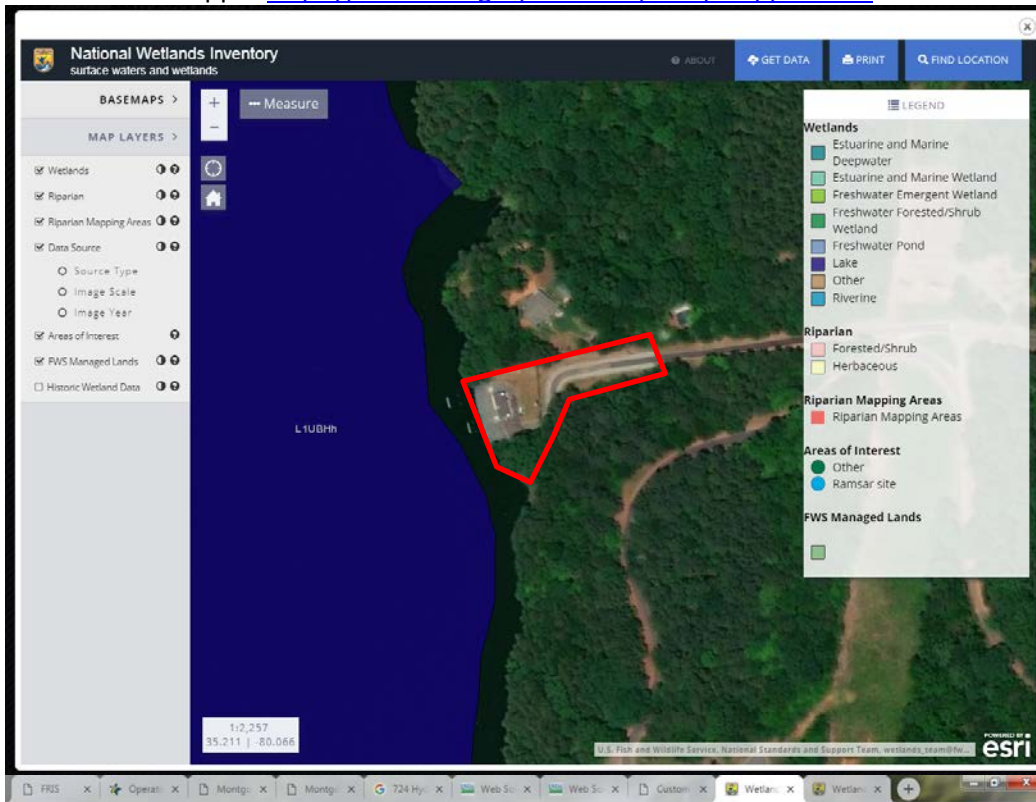 National Wetlands Inventory
surface waters and wetlands
ABOUT
GET DATA
PRINT
FIND LOCATION
BASEMAPS >
MAP LAYERS >
Wetlands
Riparian
Riparian Mapping Areas
Data Source
Source Type
Image Scale
Image Year
Areas of Interest
FWS Managed Lands
Historic Wetland Data
+
Measure
−
L1UBHh
LEGEND
Wetlands
Estuarine and Marine
Deepwater
Estuarine and Marine Wetland
Freshwater Emergent Wetland
Freshwater Forested/Shrub
Wetland
Freshwater Pond
Lake
Other
Riverine
Riparian
Forested/Shrub
Herbaceous
Riparian Mapping Areas
Riparian Mapping Areas
Areas of Interest
Other
Ramsar site
FWS Managed Lands
1:2,257
35.211 | -80.066
U.S. Fish and Wildlife Service, National Standards and Support Team, wetlands_team@fw...
POWERED BY
esri
FRIS
Operati
Montg
Montg
724 Hy
Web S
Web S
Custom
Wetlan
Wetlan